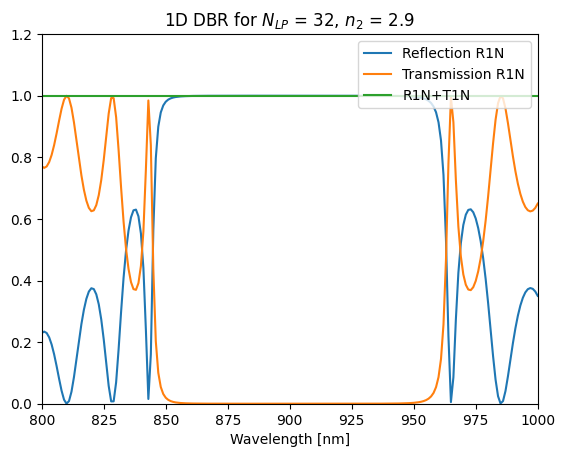 1D DBR for $N_{LP}$ = 32, $n_2$ = 2.9
Reflection R1N
Transmission R1N
R1N+T1N
1.2
1.0
0.8
0.6
0.4
0.2
0.0
800 825 850 875 900 925 950 975 1000
Wavelength [nm]